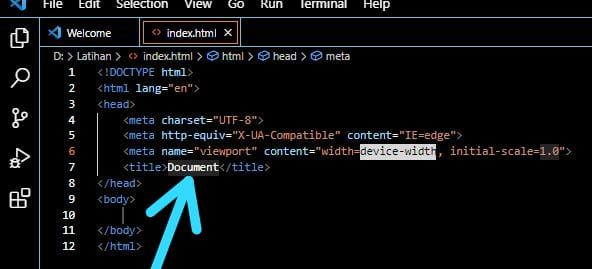 File Edit Selection View Go Run Terminal Help
Welcome index.html
D: > Latihan > index.html > html > head > meta
1 <!DOCTYPE html>
2 <html lang="en">
3 <head>
4 <meta charset="UTF-8">
5 <meta http-equiv="X-UA-Compatible" content="IE=edge">
6 <meta name="viewport" content="width=device-width, initial-scale=1.0">
7 <title>Document</title>
8 </head>
9 <body>
10
11 </body>
12 </html>